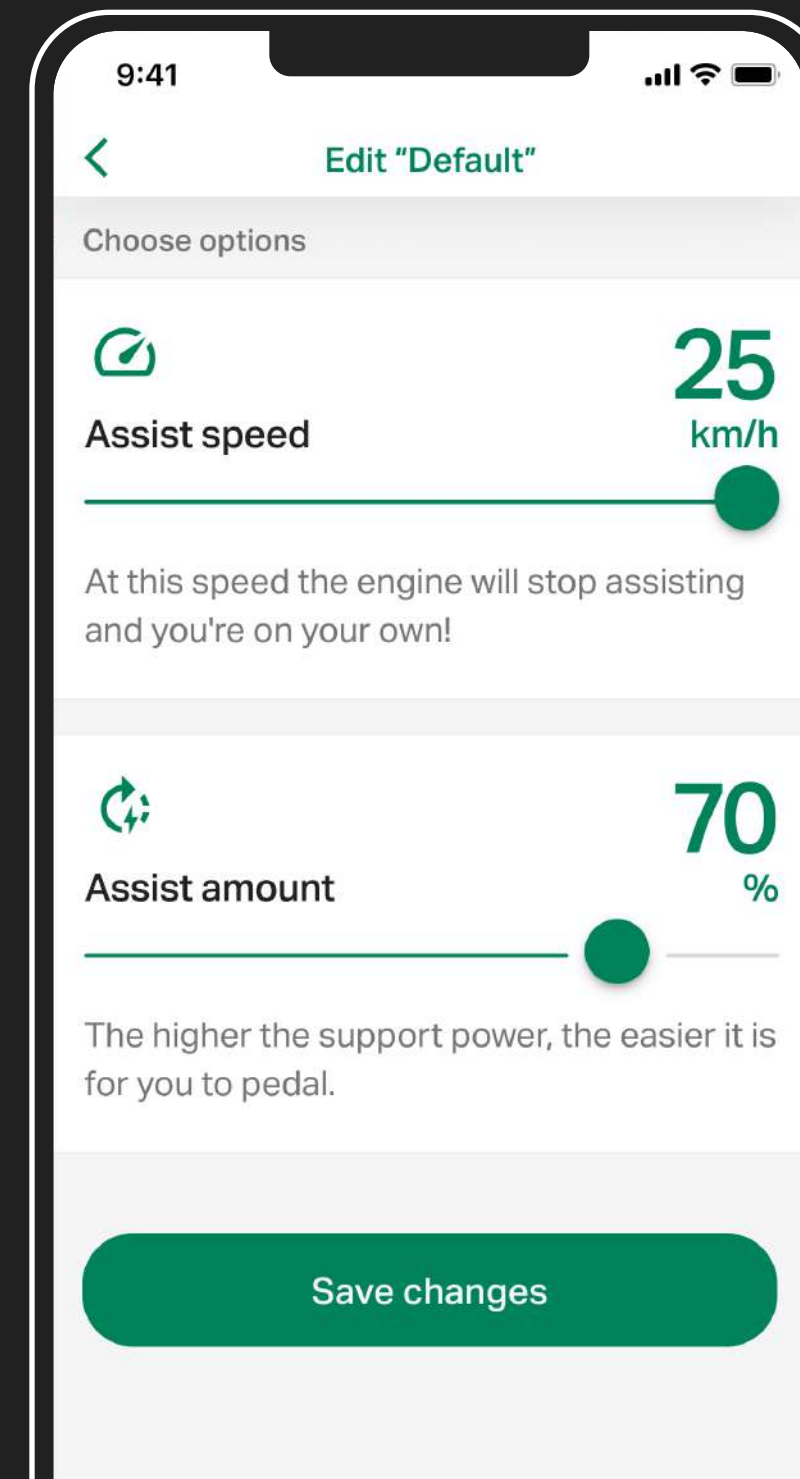 9:41
Edit “Default”
Choose options
25
Assist speed
km/h
At this speed the engine will stop assisting
and you're on your own!
70
Assist amount
%
The higher the support power, the easier it is
for you to pedal.
Save changes